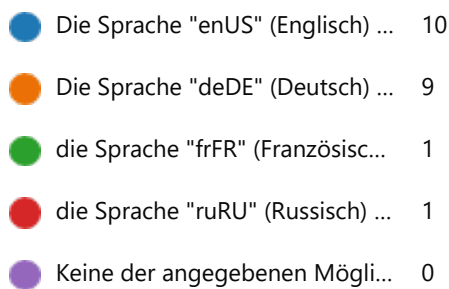 Die Sprache "enUS" (Englisch) ... 10
Die Sprache "deDE" (Deutsch) ... 9
die Sprache "frFR" (Französisc... 1
die Sprache "ruRU" (Russisch) ... 1
Keine der angegebenen Mögli... 0